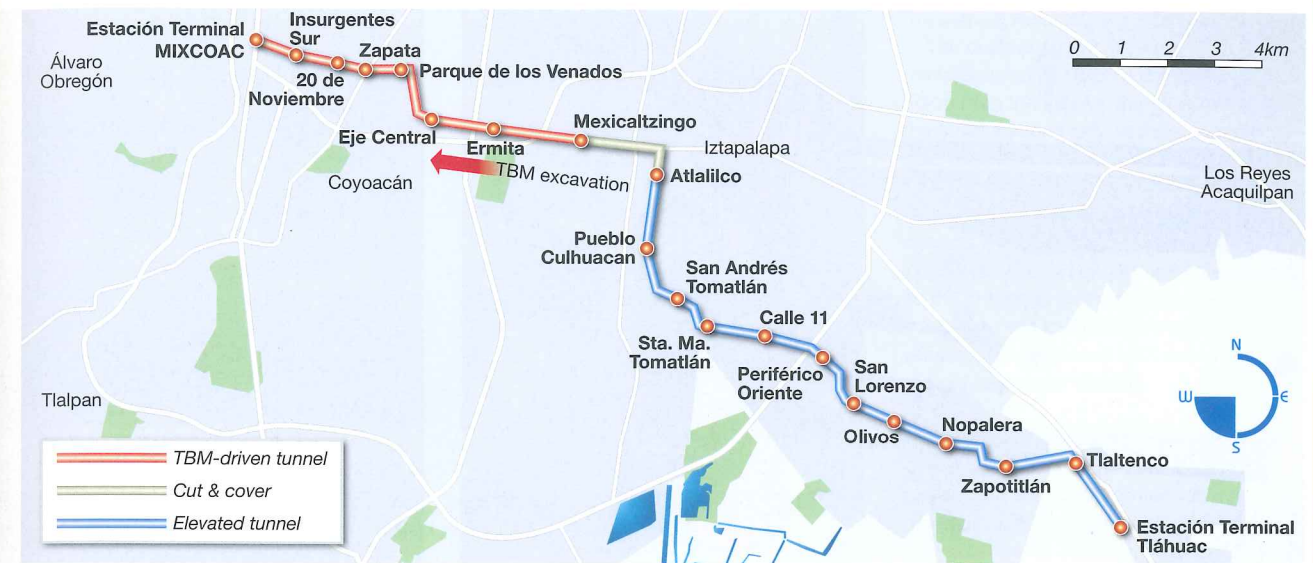 Estación Terminal
MIXCOAC
Insurgentes
Sur
Zapata
Parque de los Venados
20 de
Noviembre
Álvaro
Obregón
0 1 2 3 4km
Eje Central
Ermita
Mexicaltzingo
Iztapalapa
TBM excavation
Coyoacán
Atlalilco
Los Reyes
Acaquilpan
Pueblo
Culhuacan
San Andrés
Tomatlán
Sta. Ma.
Tomatlán
Calle 11
Periférico
Oriente
San
Lorenzo
Olivos
Nopalera
Zapotitlán
Tlaltenco
Estación Terminal
Tláhuac
Tlalpan
N
W
E
S
TBM-driven tunnel
Cut & cover
Elevated tunnel